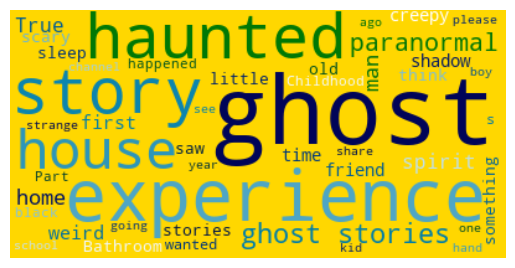 True
haunted
ago
creepy
please
scary
sleep
channel
happened
paranormal
man
shadow
story
little
old
Childhood
think
boy
ghost
see
strange
first
house
saw
year
time
share
friend
spirit
s
something
Part
home
experience
black
weird
going
stories
ghost stories
one
school
Bathroom
wanted
kid
hand